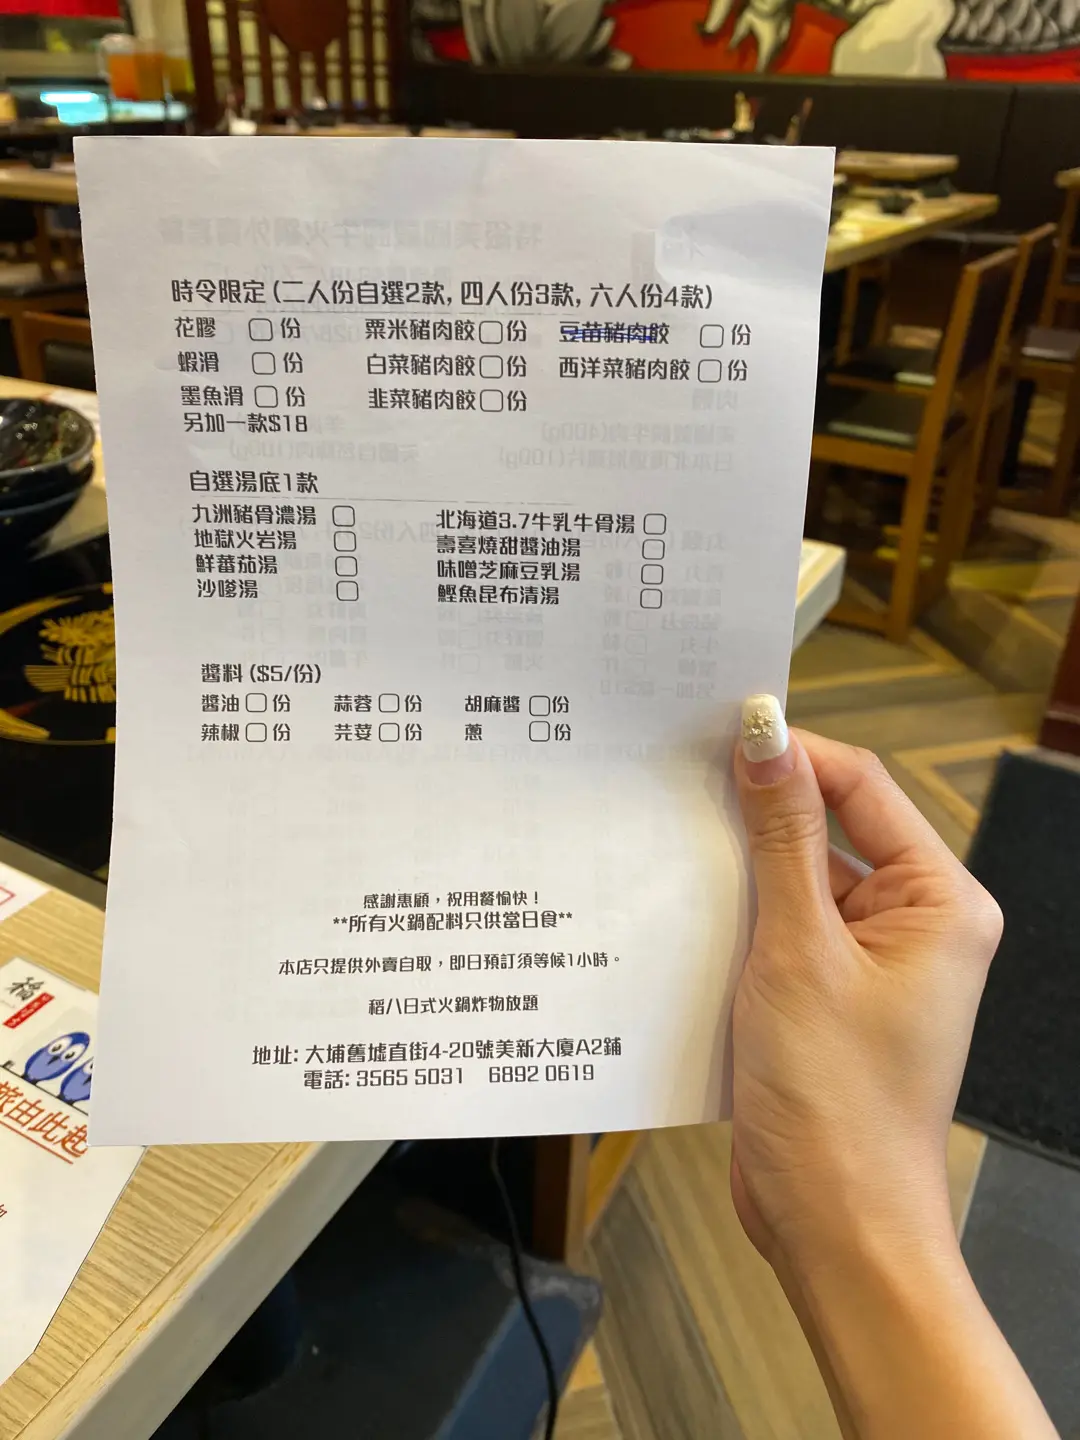 時令限定 (二人份自選2款, 四人份3款, 六人份4款)
花膠 份 粟米豬肉餃 份 豆苗豬肉餃 份
蝦滑 份 白菜豬肉餃 份 西洋菜豬肉餃 份
墨魚滑 份 韭菜豬肉餃 份
另加一款$18
自選湯底1款
九洲豬骨濃湯 北海道3.7牛乳牛骨湯
地獄火岩湯 壽喜燒甜醬油湯
鮮蕃茄湯 味噌芝麻豆乳湯
沙嗲湯 鰹魚昆布清湯
醬料 ($5/份)
醬油 份 蒜蓉 份 胡麻醬 份
辣椒 份 芫荽 份 蔥 份
感謝惠顧，祝用餐愉快！
**所有火鍋配料只供當日食**
本店只提供外賣自取，即日預訂須等候1小時。
稻八日式火鍋炸物放題
地址: 大埔舊墟直街4-20號美新大廈A2鋪
電話: 3565 5031 6892 0619
旅由此起